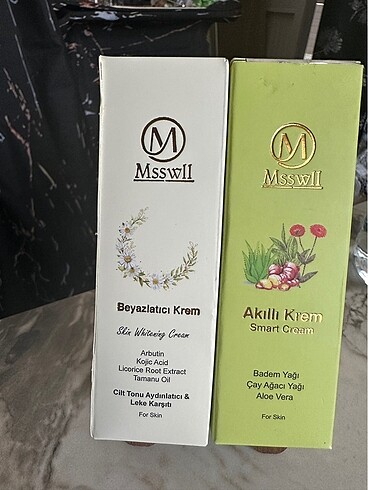 M
Msswll
Beyazlatıcı Krem
Skin Whitening Cream
Arbutin
Kojic Acid
Licorice Root Extract
Tamanu Oil
Cilt Tonu Aydınlatıcı &
Leke Karşıtı
For Skin
M
Msswll
Akıllı Krem
Smart Cream
Badem Yağı
Çay Ağacı Yağı
Aloe Vera
For Skin